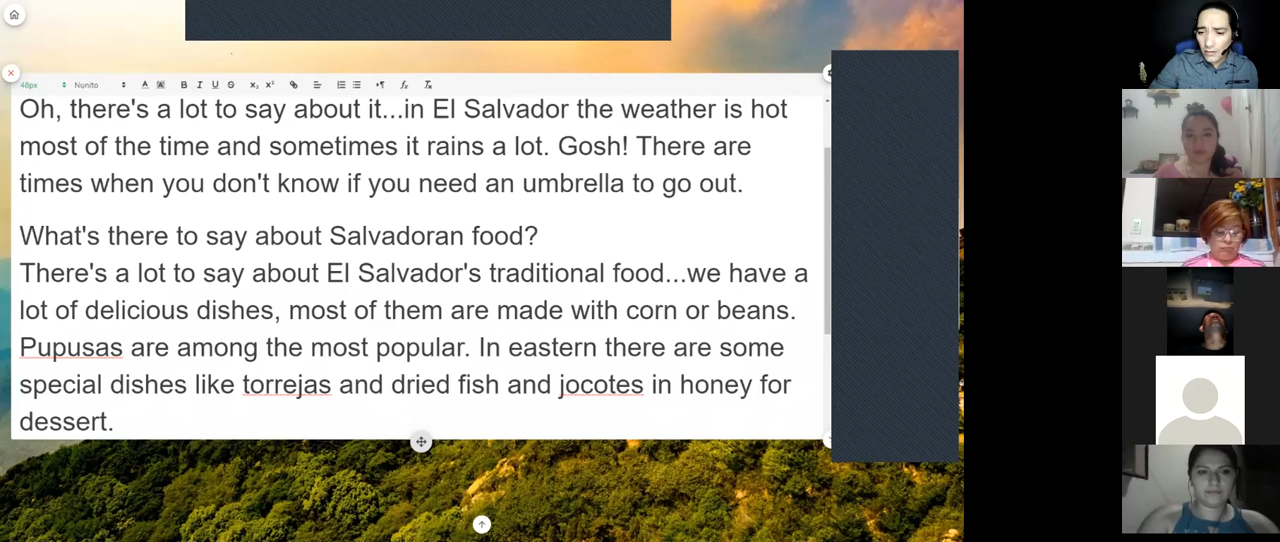 48px Nunito
Oh, there's a lot to say about it...in El Salvador the weather is hot
most of the time and sometimes it rains a lot. Gosh! There are
times when you don't know if you need an umbrella to go out.
What's there to say about Salvadoran food?
There's a lot to say about El Salvador's traditional food...we have a
lot of delicious dishes, most of them are made with corn or beans.
Pupusas are among the most popular. In eastern there are some
special dishes like torrejas and dried fish and jocotes in honey for
dessert.